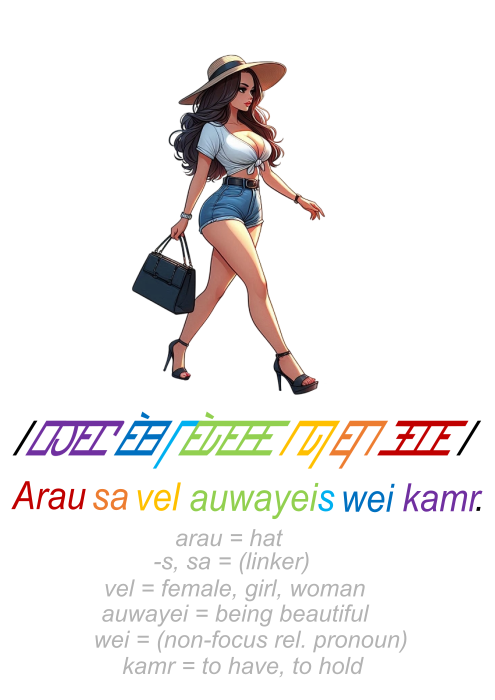 Arau sa vel auwayeis wei kamr.
arau = hat
-s, sa = (linker)
vel = female, girl, woman
auwayei = being beautiful
wei = (non-focus rel. pronoun)
kamr = to have, to hold